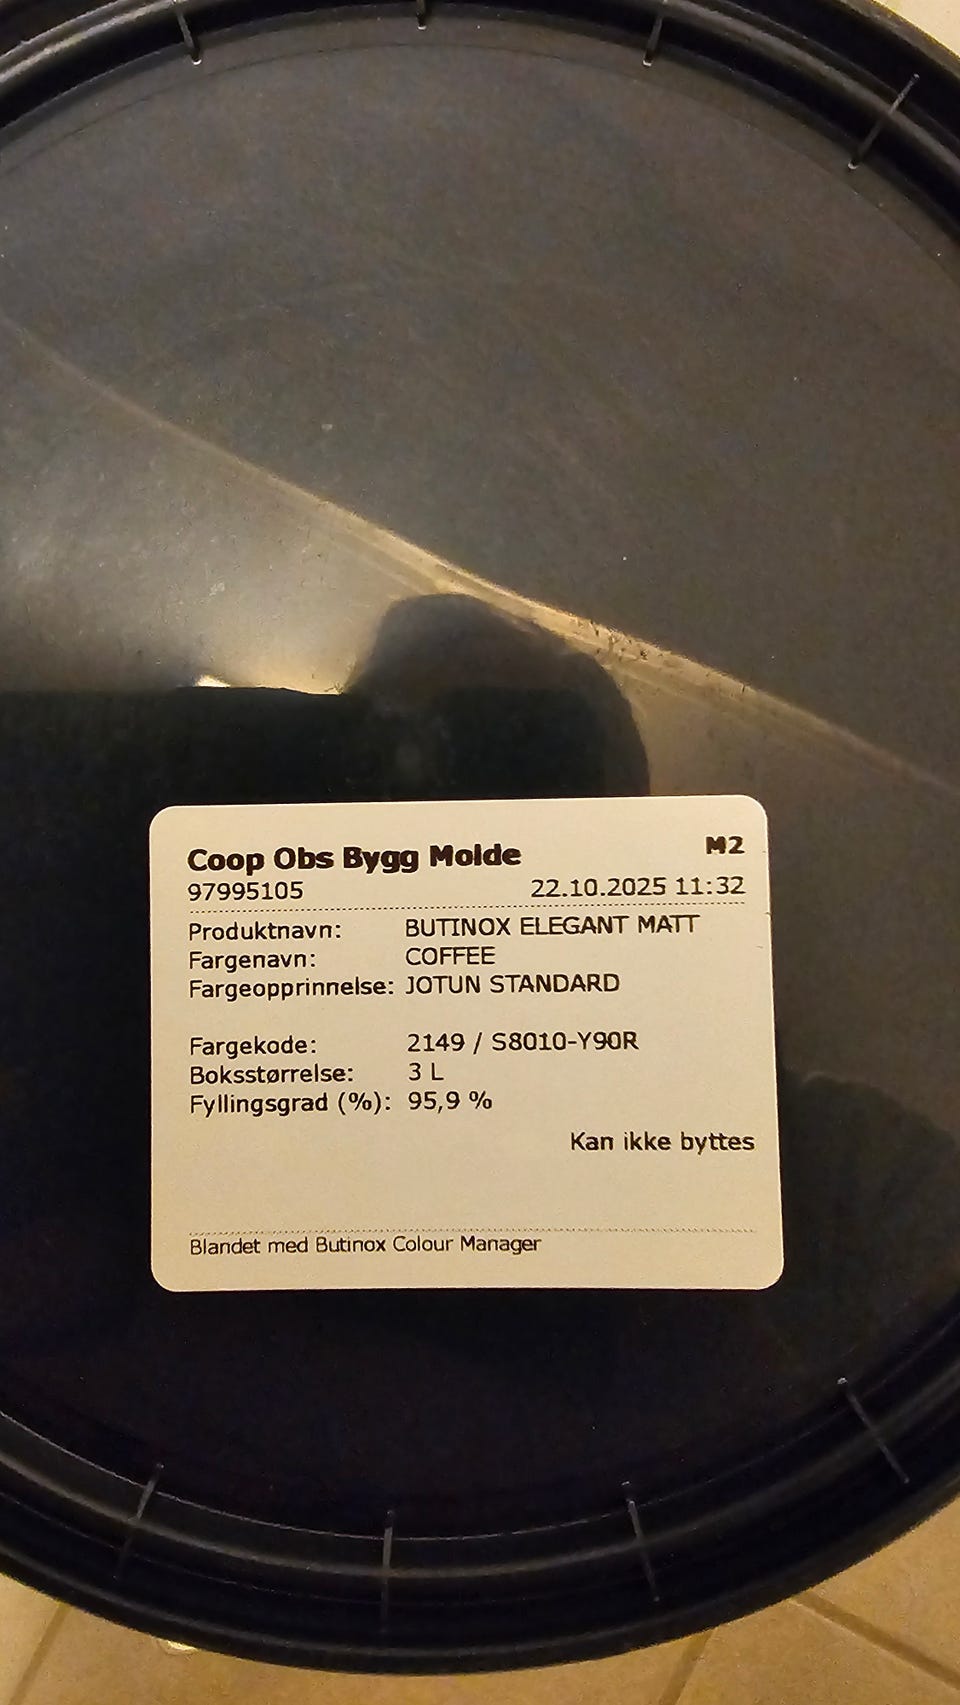 Coop Obs Bygg Molde M2
97995105 22.10.2025 11:32
Produktnavn: BUTINOX ELEGANT MATT
Fargenavn: COFFEE
Fargeopprinnelse: JOTUN STANDARD
Fargekode: 2149 / S8010-Y90R
Boksstørrelse: 3 L
Fyllingsgrad (%): 95,9 %
Kan ikke byttes
Blandet med Butinox Colour Manager